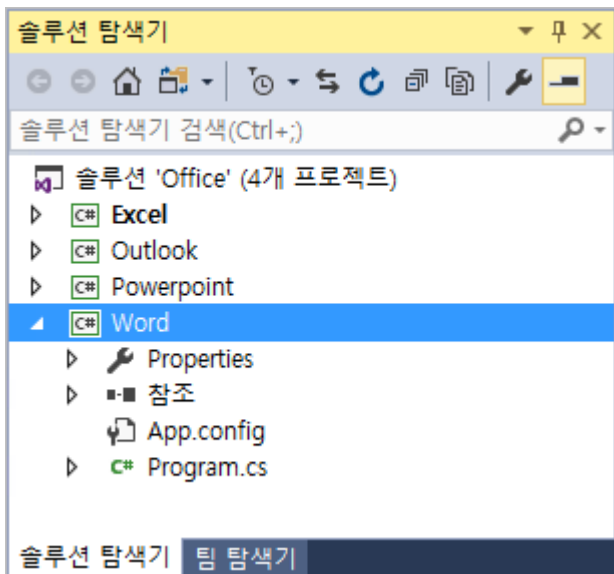 솔루션 탐색기
솔루션 탐색기 검색(Ctrl+;)
솔루션 'Office' (4개 프로젝트)
C# Excel
C# Outlook
C# Powerpoint
C# Word
Properties
참조
App.config
C# Program.cs
솔루션 탐색기 팀 탐색기